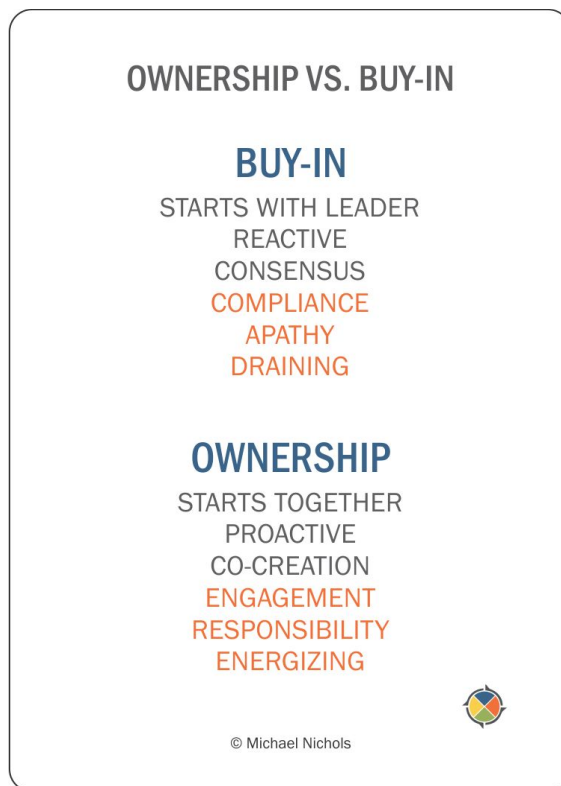 OWNERSHIP VS. BUY-IN
BUY-IN
STARTS WITH LEADER
REACTIVE
CONSENSUS
COMPLIANCE
APATHY
DRAINING
OWNERSHIP
STARTS TOGETHER
PROACTIVE
CO-CREATION
ENGAGEMENT
RESPONSIBILITY
ENERGIZING
© Michael Nichols